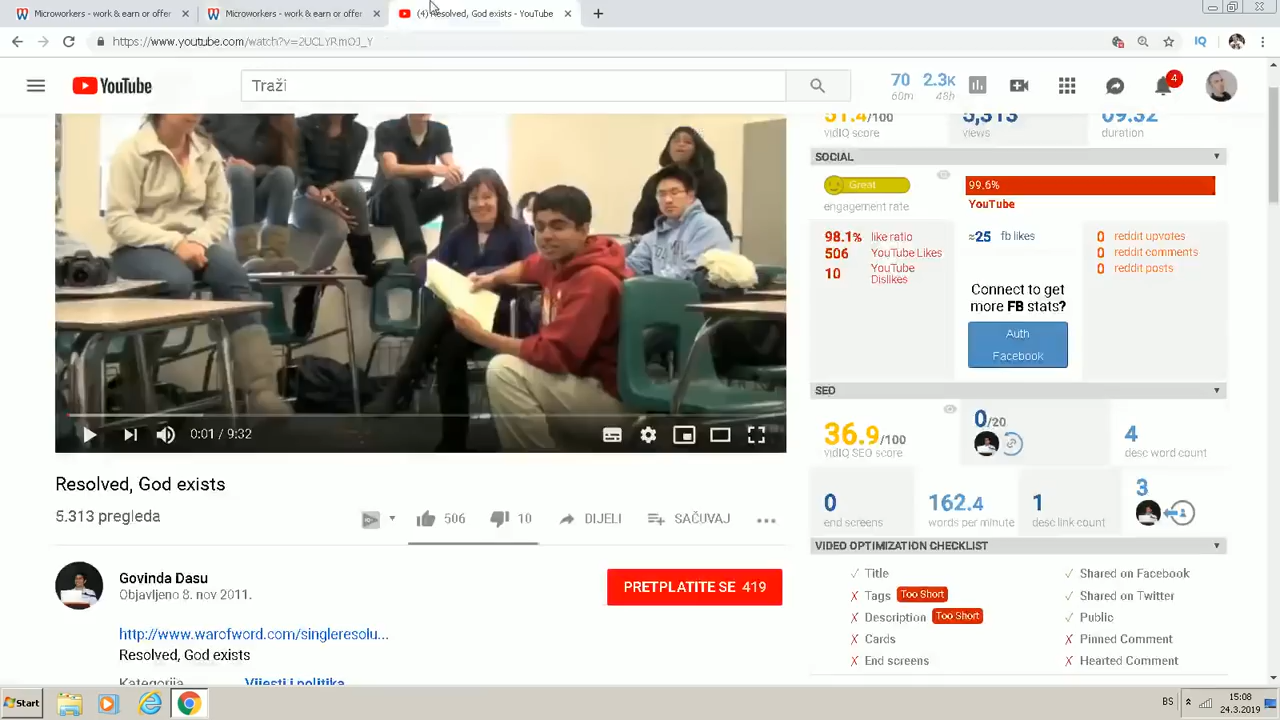 Microworkers - work & earn or offer
Microworkers - work & earn or offer
(4) Resolved, God exists - YouTube
https://www.youtube.com/watch?v=2UCLYRmOJ_Y
IQ
YouTube
Traži
70
60m
2.3K
48h
4
51.4/100
vidIQ score
5,313
views
09:32
duration
SOCIAL
Great
engagement rate
99.6%
YouTube
98.1% like ratio
506 YouTube Likes
10 YouTube
Dislikes
≈25 fb likes
Connect to get
more FB stats?
Auth
Facebook
0 reddit upvotes
0 reddit comments
0 reddit posts
SEO
36.9/100
vidIQ SEO score
0/20
4
desc word count
0
end screens
162.4
words per minute
1
desc link count
3
VIDEO OPTIMIZATION CHECKLIST
Title
Tags Too Short
Description Too Short
Cards
End screens
Shared on Facebook
Shared on Twitter
Public
Pinned Comment
Hearted Comment
0:01 / 9:32
Resolved, God exists
5.313 pregleda
506
10
DIJELI
SAČUVAJ
Govinda Dasu
Objavljeno 8. nov 2011.
PRETPLATITE SE 419
http://www.warofword.com/singleresolu...
Resolved, God exists
Kategorija
Vijesti i politika
Start
BS
15:08
24.3.2019